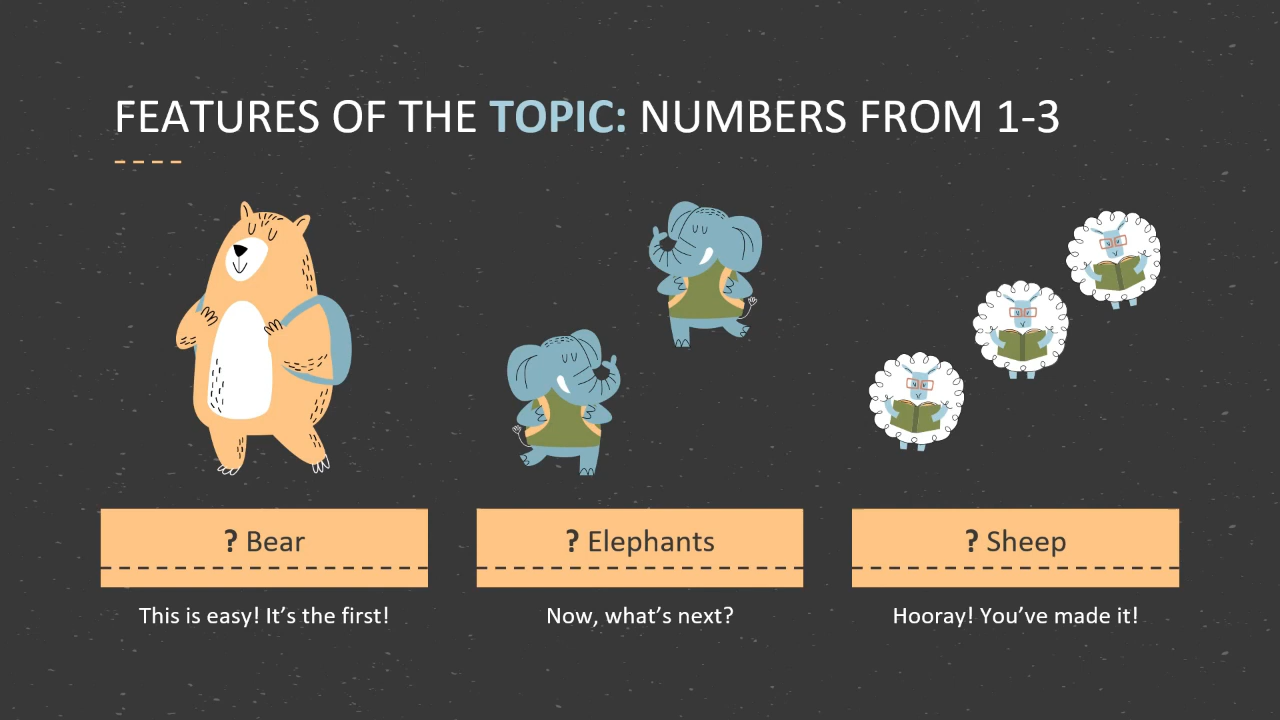 FEATURES OF THE TOPIC: NUMBERS FROM 1-3
? Bear
This is easy! It’s the first!
? Elephants
Now, what’s next?
? Sheep
Hooray! You’ve made it!